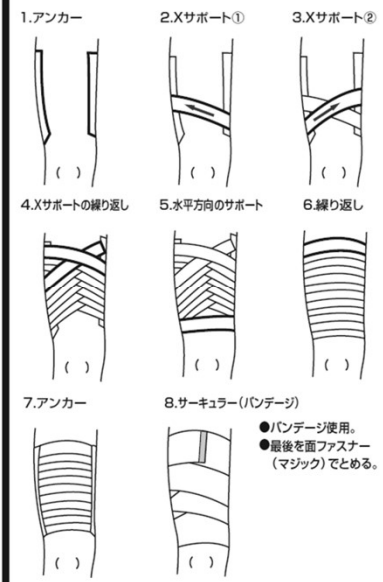 1.アンカー
2.Xサポート①
3.Xサポート②
4.Xサポートの繰り返し
5.水平方向のサポート
6.繰り返し
7.アンカー
8.サーキュラー(バンデージ)
●バンデージ使用。
●最後を面ファスナー
(マジック)でとめる。